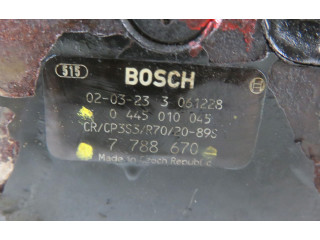 515
BOSCH
02-03-23 3 061228
0 445 010 045
CR/CP3S3/R70/20-89S
7 788 670
Made in Czech Republic